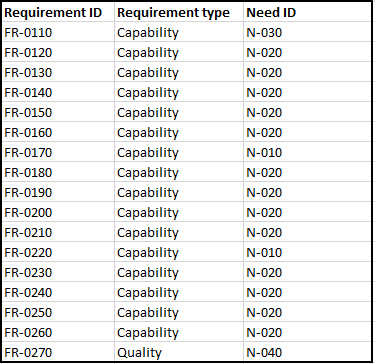 Requirement ID Requirement type Need ID
FR-0110 Capability N-030
FR-0120 Capability N-020
FR-0130 Capability N-020
FR-0140 Capability N-020
FR-0150 Capability N-020
FR-0160 Capability N-020
FR-0170 Capability N-010
FR-0180 Capability N-020
FR-0190 Capability N-020
FR-0200 Capability N-020
FR-0210 Capability N-020
FR-0220 Capability N-010
FR-0230 Capability N-020
FR-0240 Capability N-020
FR-0250 Capability N-020
FR-0260 Capability N-020
FR-0270 Quality N-040